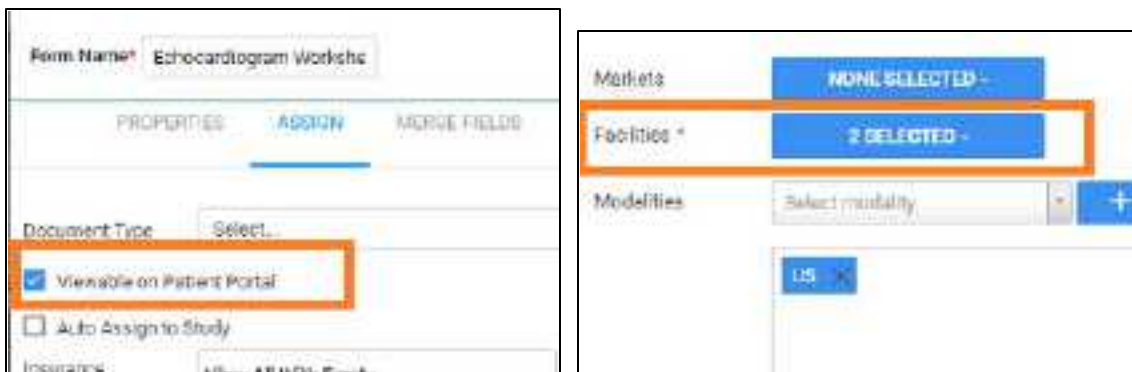 Form Name* Echocardiogram Workshe
PROPERTIES ASSIGN MERGE FIELDS
Document Type Select...
Viewable on Patient Portal
Auto Assign to Study
Insurance
Markets NONE SELECTED
Facilities * 2 SELECTED
Modalities Select modality +
US X